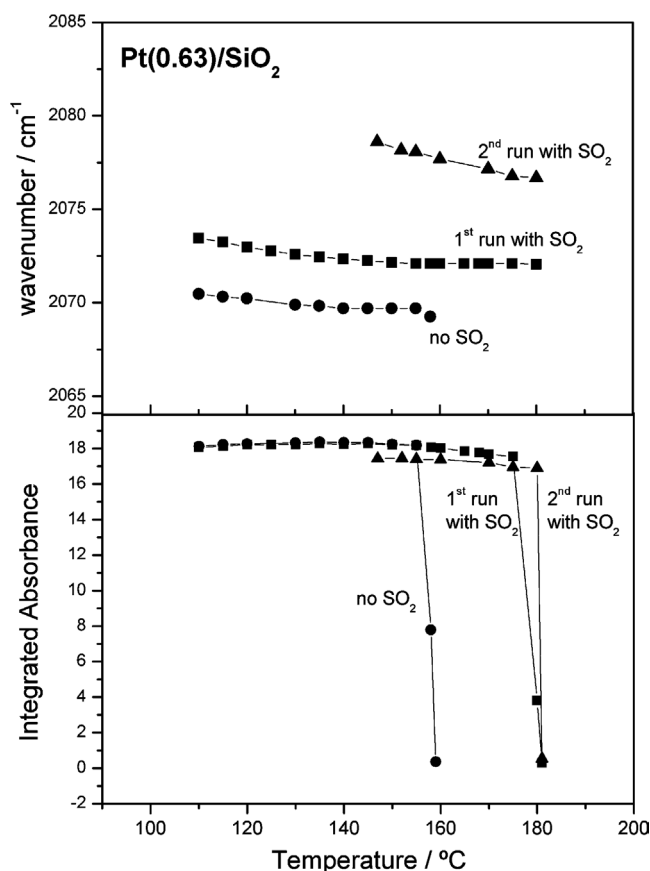 2085
Pt(0.63)/SiO₂
2080
2ⁿᵈ run with SO₂
2075
1ˢᵗ run with SO₂
2070
no SO₂
2065
wavenumber / cm⁻¹
20
18
16
1ˢᵗ run
with SO₂
2ⁿᵈ run
with SO₂
14
12
10
no SO₂
8
6
4
2
0
-2
Integrated Absorbance
100 120 140 160 180 200
Temperature / ºC